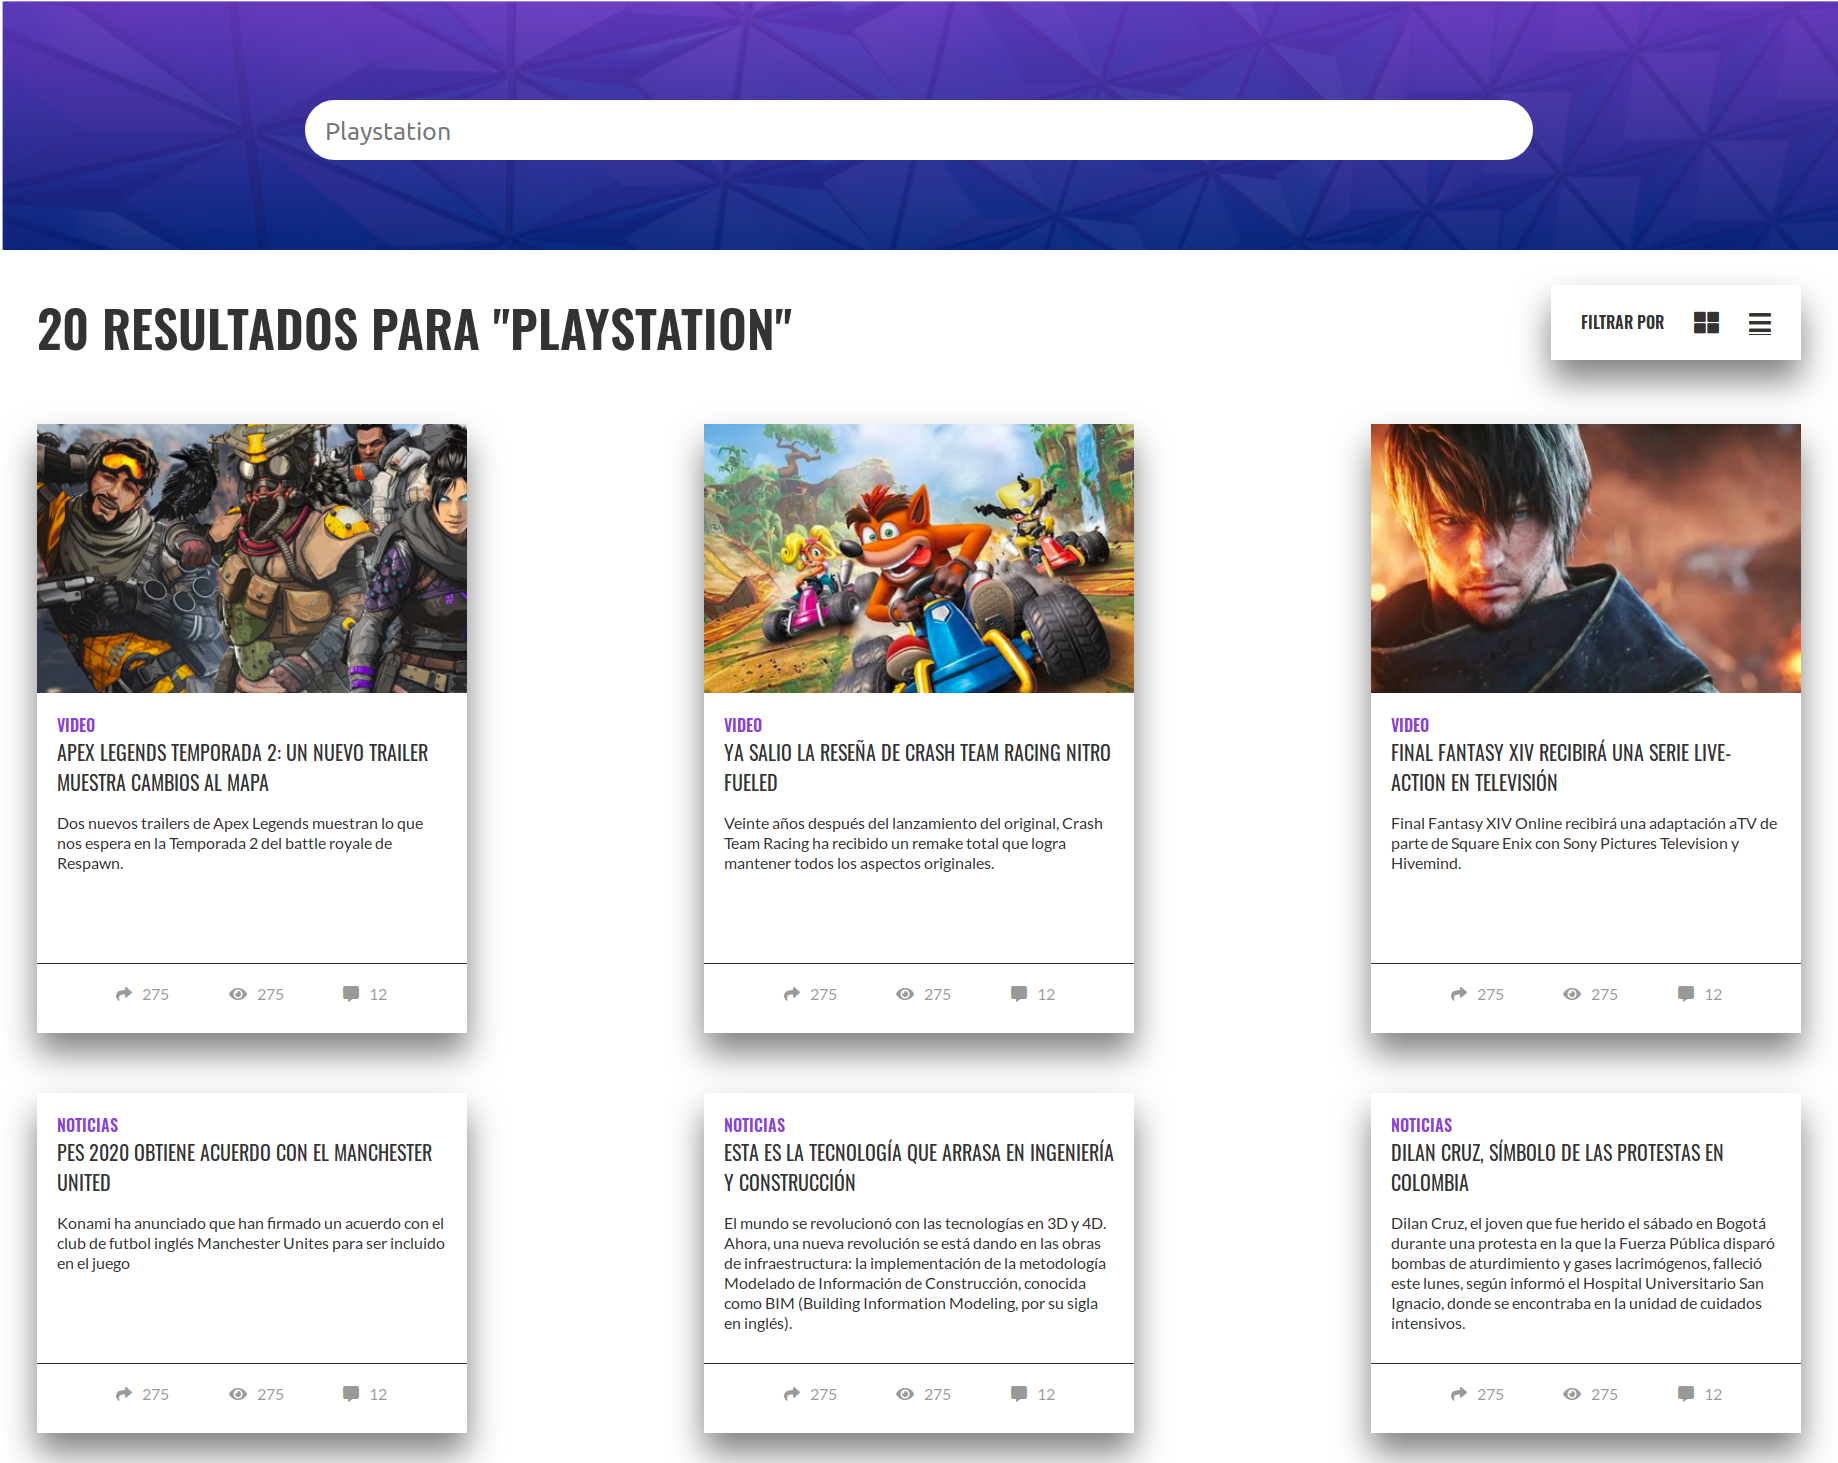 Playstation
20 RESULTADOS PARA "PLAYSTATION"
FILTRAR POR
VIDEO
APEX LEGENDS TEMPORADA 2: UN NUEVO TRAILER
MUESTRA CAMBIOS AL MAPA
Dos nuevos trailers de Apex Legends muestran lo que
nos espera en la Temporada 2 del battle royale de
Respawn.
275 275 12
VIDEO
YA SALIO LA RESEÑA DE CRASH TEAM RACING NITRO
FUELED
Veinte años después del lanzamiento del original, Crash
Team Racing ha recibido un remake total que logra
mantener todos los aspectos originales.
275 275 12
VIDEO
FINAL FANTASY XIV RECIBIRÁ UNA SERIE LIVE-
ACTION EN TELEVISIÓN
Final Fantasy XIV Online recibirá una adaptación aTV de
parte de Square Enix con Sony Pictures Television y
Hivemind.
275 275 12
NOTICIAS
PES 2020 OBTIENE ACUERDO CON EL MANCHESTER
UNITED
Konami ha anunciado que han firmado un acuerdo con el
club de futbol inglés Manchester Unites para ser incluido
en el juego
275 275 12
NOTICIAS
ESTA ES LA TECNOLOGÍA QUE ARRASA EN INGENIERÍA
Y CONSTRUCCIÓN
El mundo se revolucionó con las tecnologías en 3D y 4D.
Ahora, una nueva revolución se está dando en las obras
de infraestructura: la implementación de la metodología
Modelado de Información de Construcción, conocida
como BIM (Building Information Modeling, por su sigla
en inglés).
275 275 12
NOTICIAS
DILAN CRUZ, SÍMBOLO DE LAS PROTESTAS EN
COLOMBIA
Dilan Cruz, el joven que fue herido el sábado en Bogotá
durante una protesta en la que la Fuerza Pública disparó
bombas de aturdimiento y gases lacrimógenos, falleció
este lunes, según informó el Hospital Universitario San
Ignacio, donde se encontraba en la unidad de cuidados
intensivos.
275 275 12